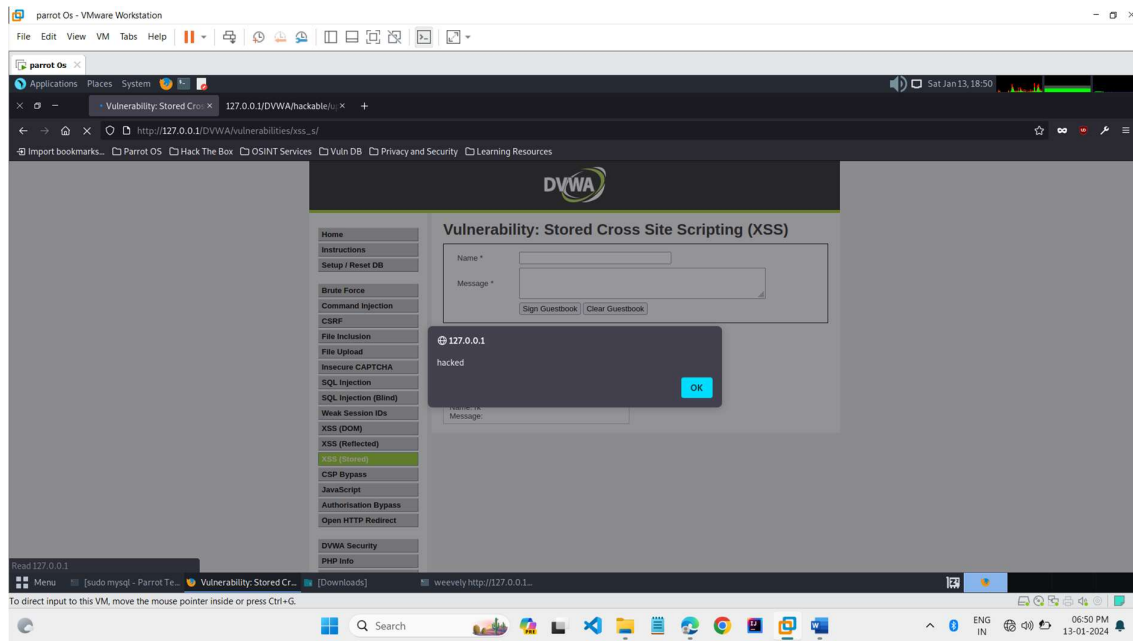 parrot Os - VMware Workstation
File Edit View VM Tabs Help
parrot Os
Applications Places System
Sat Jan 13, 18:50
Vulnerability: Stored Cros
127.0.0.1/DVWA/hackable/u
http://127.0.0.1/DVWA/vulnerabilities/xss_s/
Import bookmarks... Parrot OS Hack The Box OSINT Services Vuln DB Privacy and Security Learning Resources
DVWA
Home
Instructions
Setup / Reset DB
Brute Force
Command Injection
CSRF
File Inclusion
File Upload
Insecure CAPTCHA
SQL Injection
SQL Injection (Blind)
Weak Session IDs
XSS (DOM)
XSS (Reflected)
XSS (Stored)
CSP Bypass
JavaScript
Authorisation Bypass
Open HTTP Redirect
DVWA Security
PHP Info
Vulnerability: Stored Cross Site Scripting (XSS)
Name *
Message *
Sign Guestbook Clear Guestbook
127.0.0.1
hacked
OK
Message:
Read 127.0.0.1
Menu [sudo mysql - Parrot Te... Vulnerability: Stored Cr... [Downloads] weevely http://127.0.0.1...
To direct input to this VM, move the mouse pointer inside or press Ctrl+G.
Search
ENG
IN
06:50 PM
13-01-2024